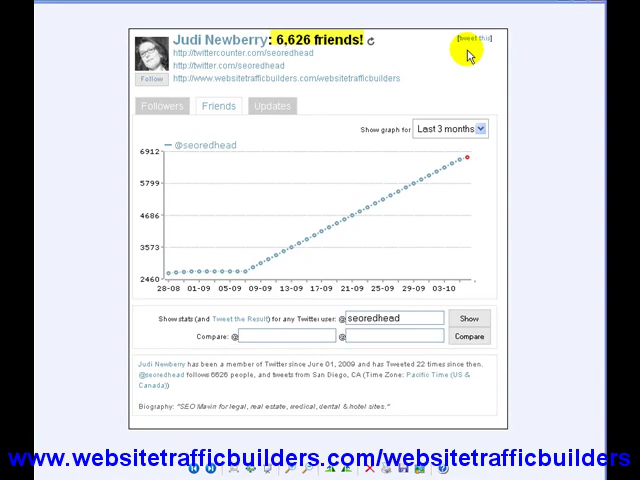 Judi Newberry: 6,626 friends!
[tweet this]
http://twittercounter.com/seoredhead
http://twitter.com/seoredhead
http://www.websitetrafficbuilders.com/websitetrafficbuilders
Follow
Followers Friends Updates
Show graph for Last 3 months
@seoredhead
6912
5799
4686
3573
2460
28-08 01-09 05-09 09-09 13-09 17-09 21-09 25-09 29-09 03-10
Show stats (and Tweet the Result) for any Twitter user: @ seoredhead Show
Compare: @ @ Compare
Judi Newberry has been a member of Twitter since June 01, 2009 and has Tweeted 22 times since then.
@seoredhead follows 6626 people, and tweets from San Diego, CA (Time Zone: Pacific Time (US &
Canada))
Biography: "SEO Mavin for legal, real estate, medical, dental & hotel sites."
www.websitetrafficbuilders.com/websitetrafficbuilders